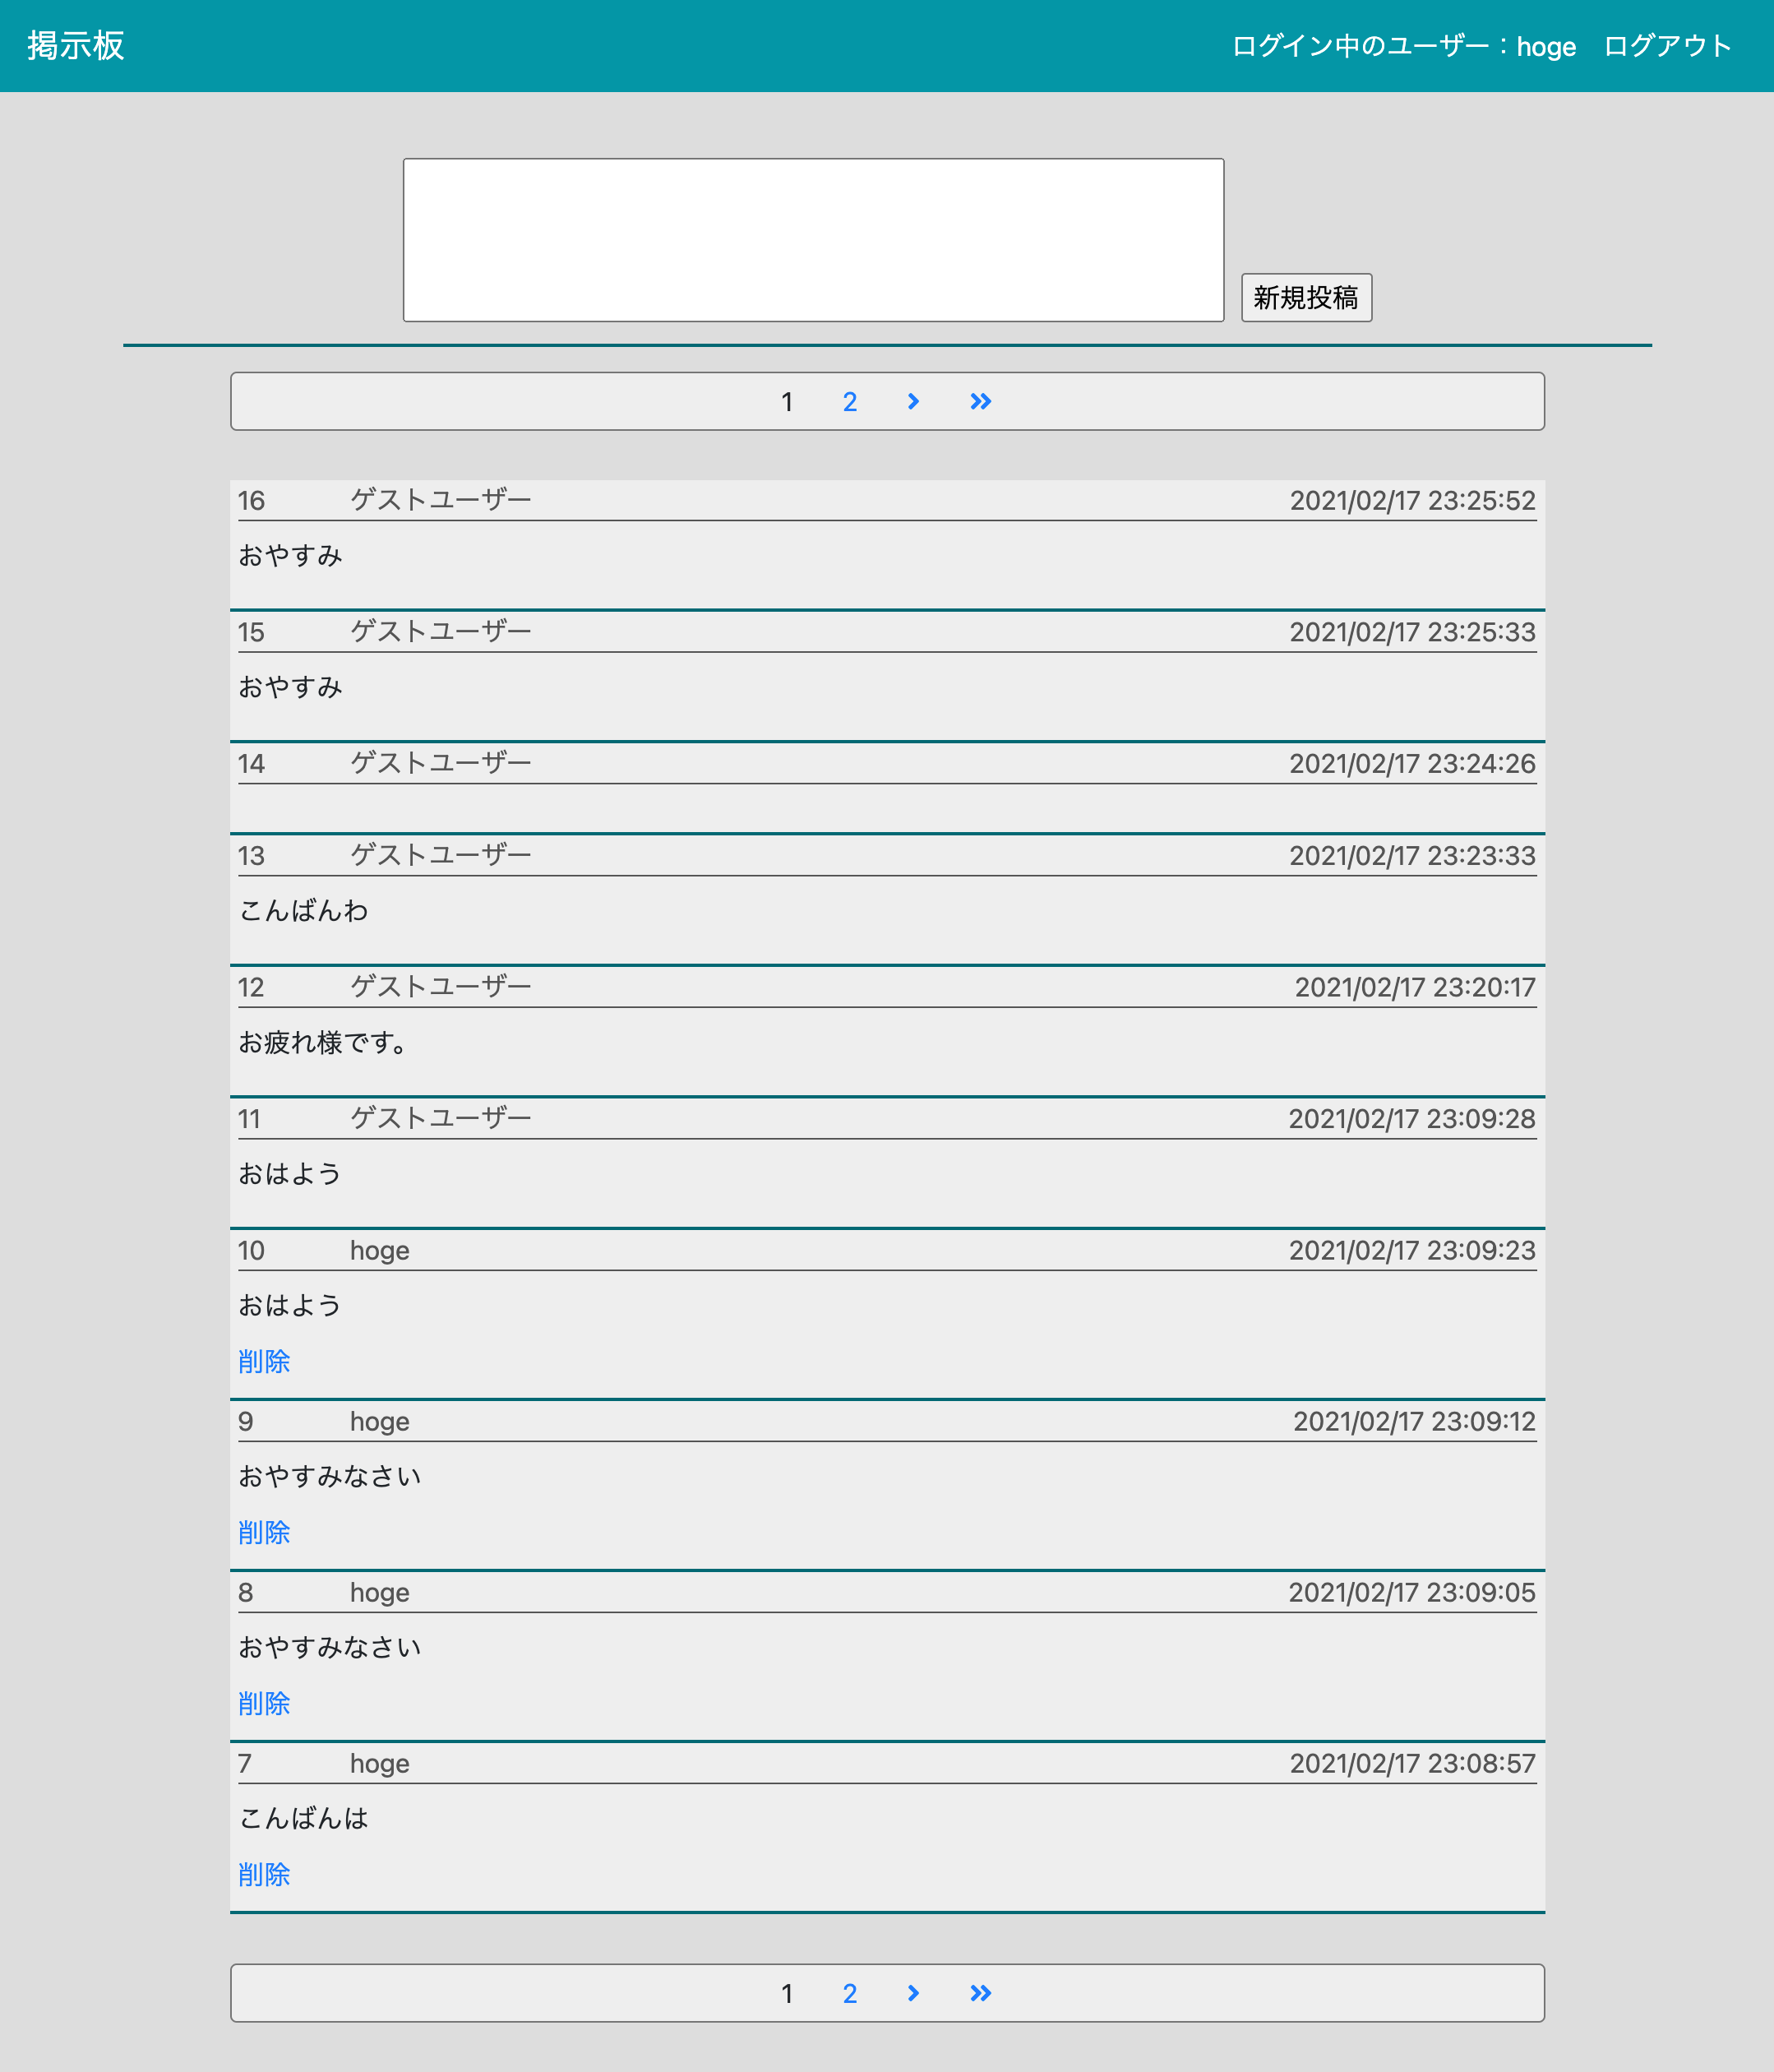 掲示板 ログイン中のユーザー：hoge ログアウト
新規投稿
1 2 › »
16 ゲストユーザー 2021/02/17 23:25:52
おやすみ
15 ゲストユーザー 2021/02/17 23:25:33
おやすみ
14 ゲストユーザー 2021/02/17 23:24:26
13 ゲストユーザー 2021/02/17 23:23:33
こんばんわ
12 ゲストユーザー 2021/02/17 23:20:17
お疲れ様です。
11 ゲストユーザー 2021/02/17 23:09:28
おはよう
10 hoge 2021/02/17 23:09:23
おはよう
削除
9 hoge 2021/02/17 23:09:12
おやすみなさい
削除
8 hoge 2021/02/17 23:09:05
おやすみなさい
削除
7 hoge 2021/02/17 23:08:57
こんばんは
削除
1 2 › »